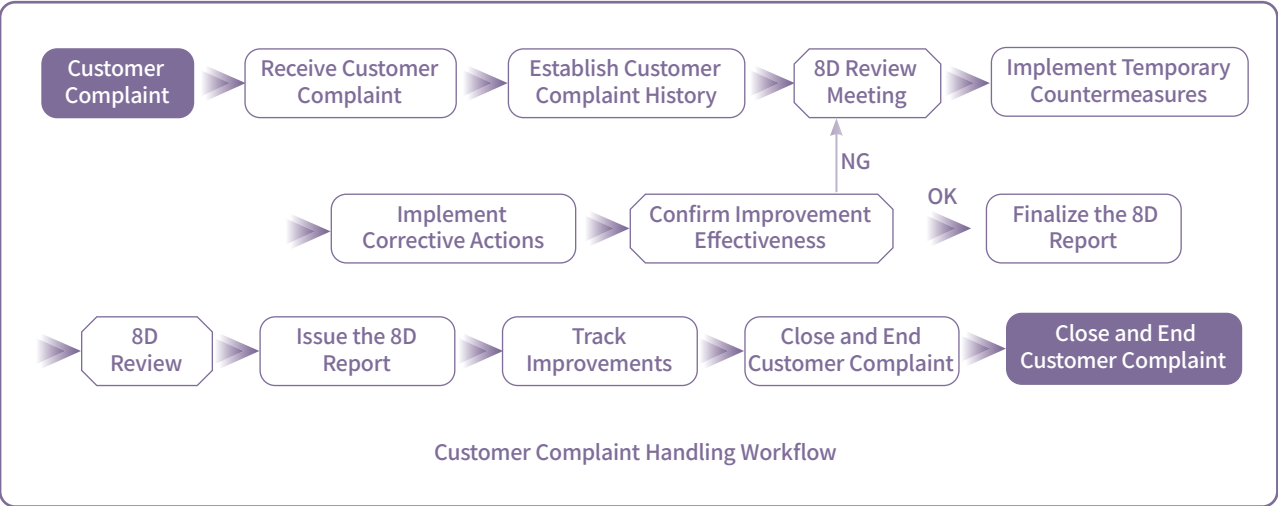 Customer
Complaint
Receive Customer
Complaint
Establish Customer
Complaint History
8D Review
Meeting
Implement Temporary
Countermeasures
NG
Implement
Corrective Actions
Confirm Improvement
Effectiveness
OK
Finalize the 8D
Report
8D
Review
Issue the 8D
Report
Track
Improvements
Close and End
Customer Complaint
Close and End
Customer Complaint
Customer Complaint Handling Workflow